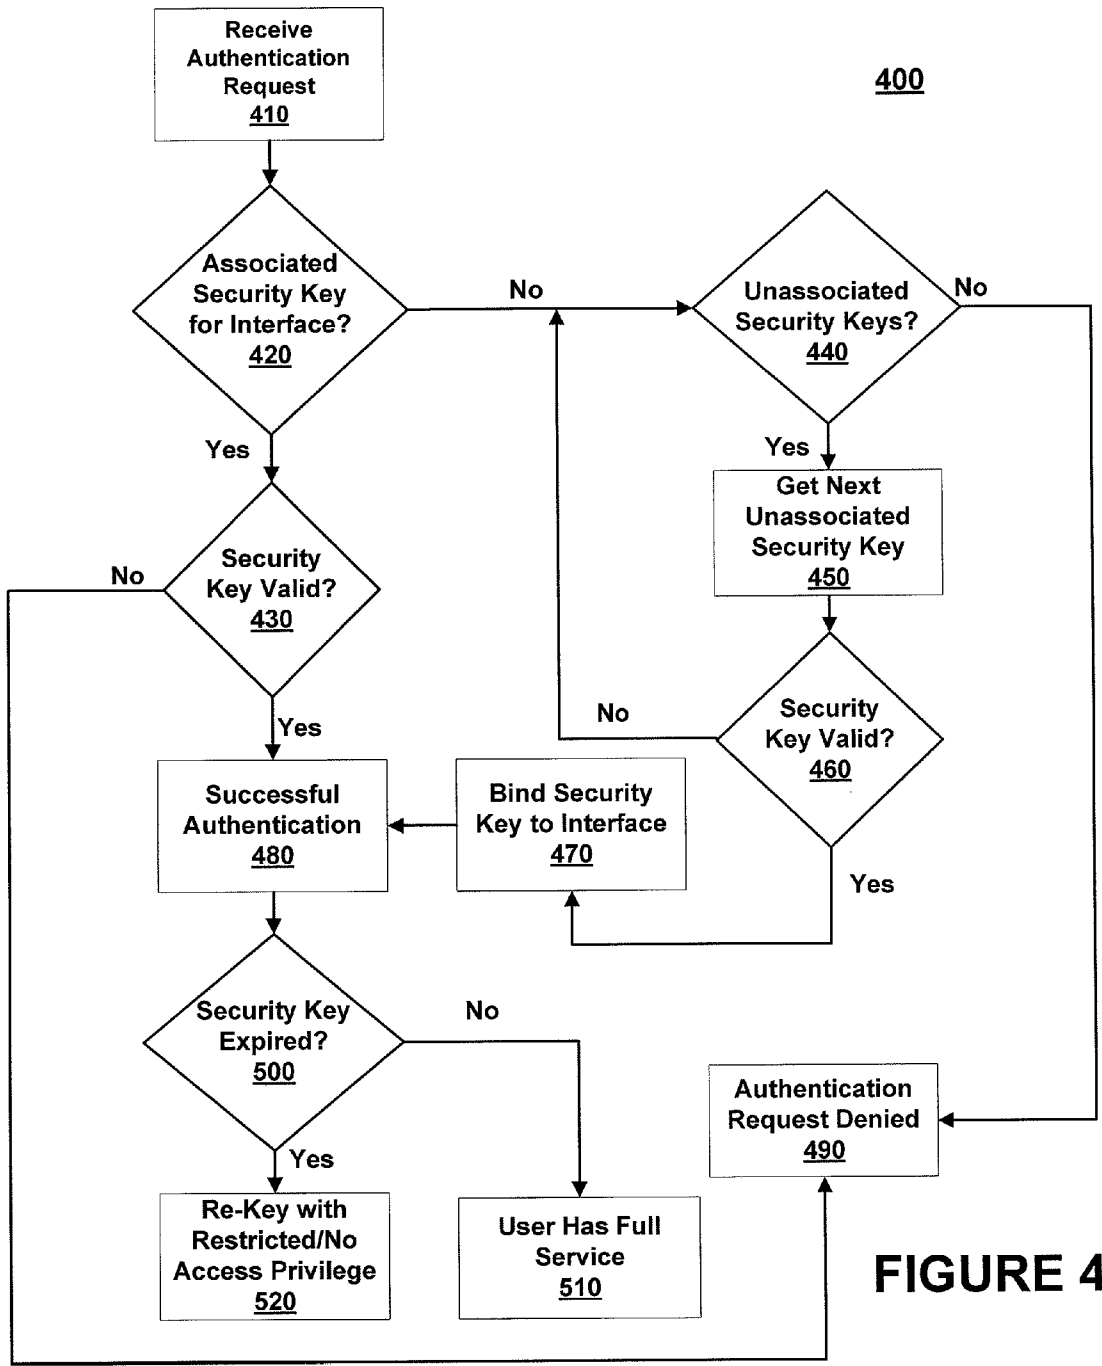 Receive
Authentication
Request
410
400
Associated
Security Key
for Interface?
420
No
Unassociated
Security Keys?
440
No
Yes
Yes
Get Next
Unassociated
Security Key
450
Security
Key Valid?
430
No
Yes
Security
Key Valid?
460
No
Yes
Successful
Authentication
480
Bind Security
Key to Interface
470
Security Key
Expired?
500
No
Yes
Authentication
Request Denied
490
Re-Key with
Restricted/No
Access Privilege
520
User Has Full
Service
510
FIGURE 4